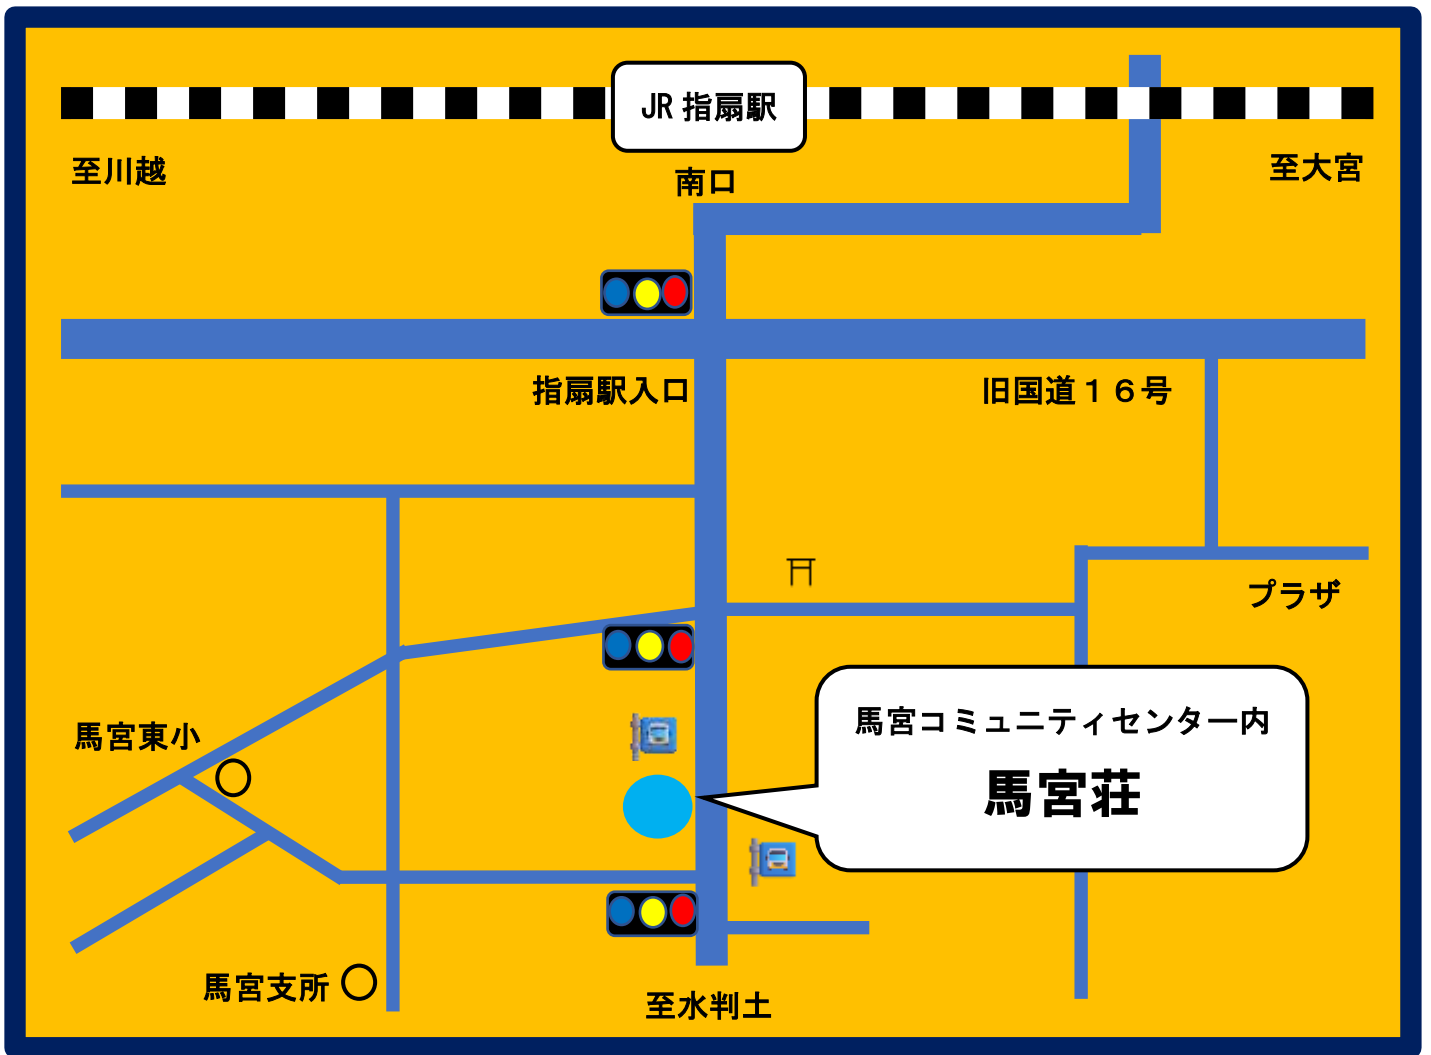 JR 指扇駅
至川越
至大宮
南口
指扇駅入口
旧国道１６号
プラザ
馬宮東小
馬宮コミュニティセンター内
馬宮荘
馬宮支所
至水判土